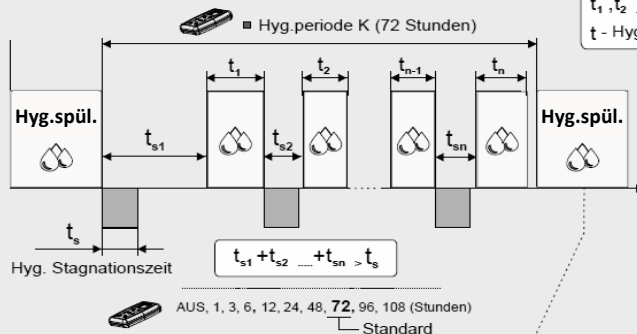 Hyg.periode K (72 Stunden)
t1 ,t2
t - Hyg
t1 t2 tn-1 tn
Hyg.spül. Hyg.spül.
ts1 ts2 tsn
ts
Hyg. Stagnationszeit
ts1 +ts2 ..... +tsn > ts
AUS, 1, 3, 6, 12, 24, 48, 72, 96, 108 (Stunden)
Standard